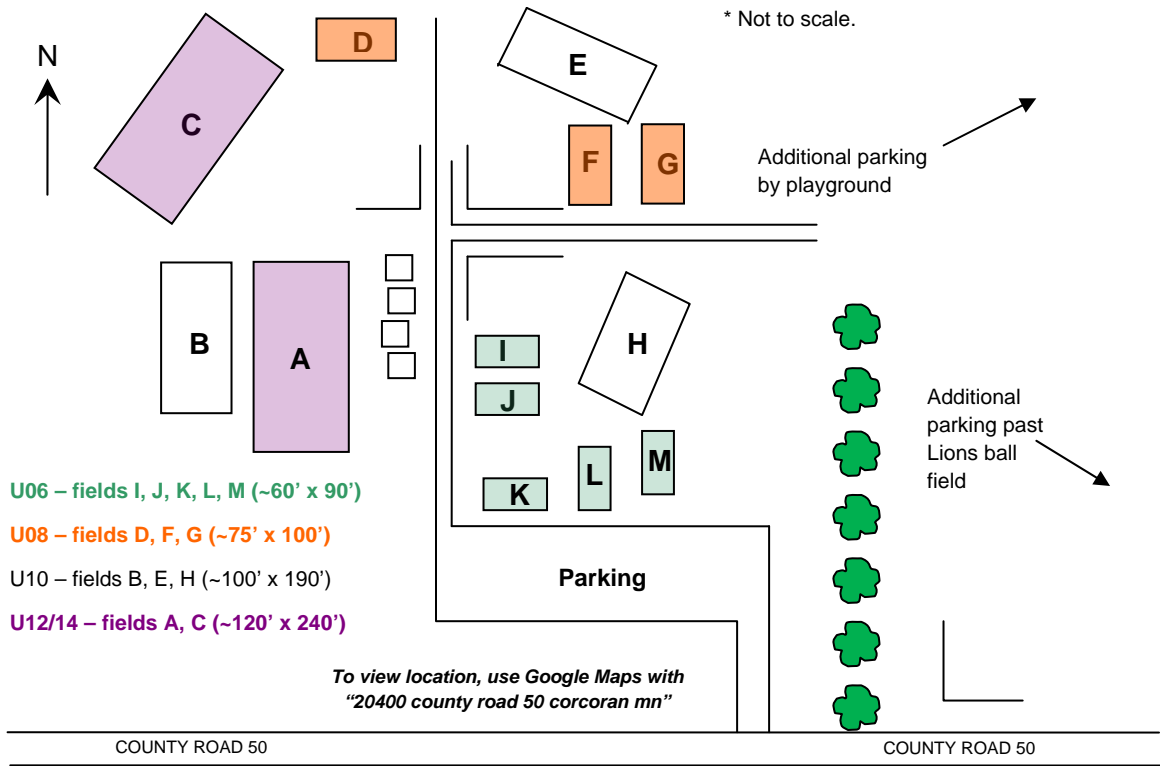 * Not to scale.
N
D
E
C
F
G
Additional parking
by playground
B
A
I
H
J
Additional
parking past
Lions ball
field
M
L
K
U06 – fields I, J, K, L, M (~60’ x 90’)
U08 – fields D, F, G (~75’ x 100’)
U10 – fields B, E, H (~100’ x 190’)
U12/14 – fields A, C (~120’ x 240’)
Parking
To view location, use Google Maps with
“20400 county road 50 corcoran mn”
COUNTY ROAD 50
COUNTY ROAD 50